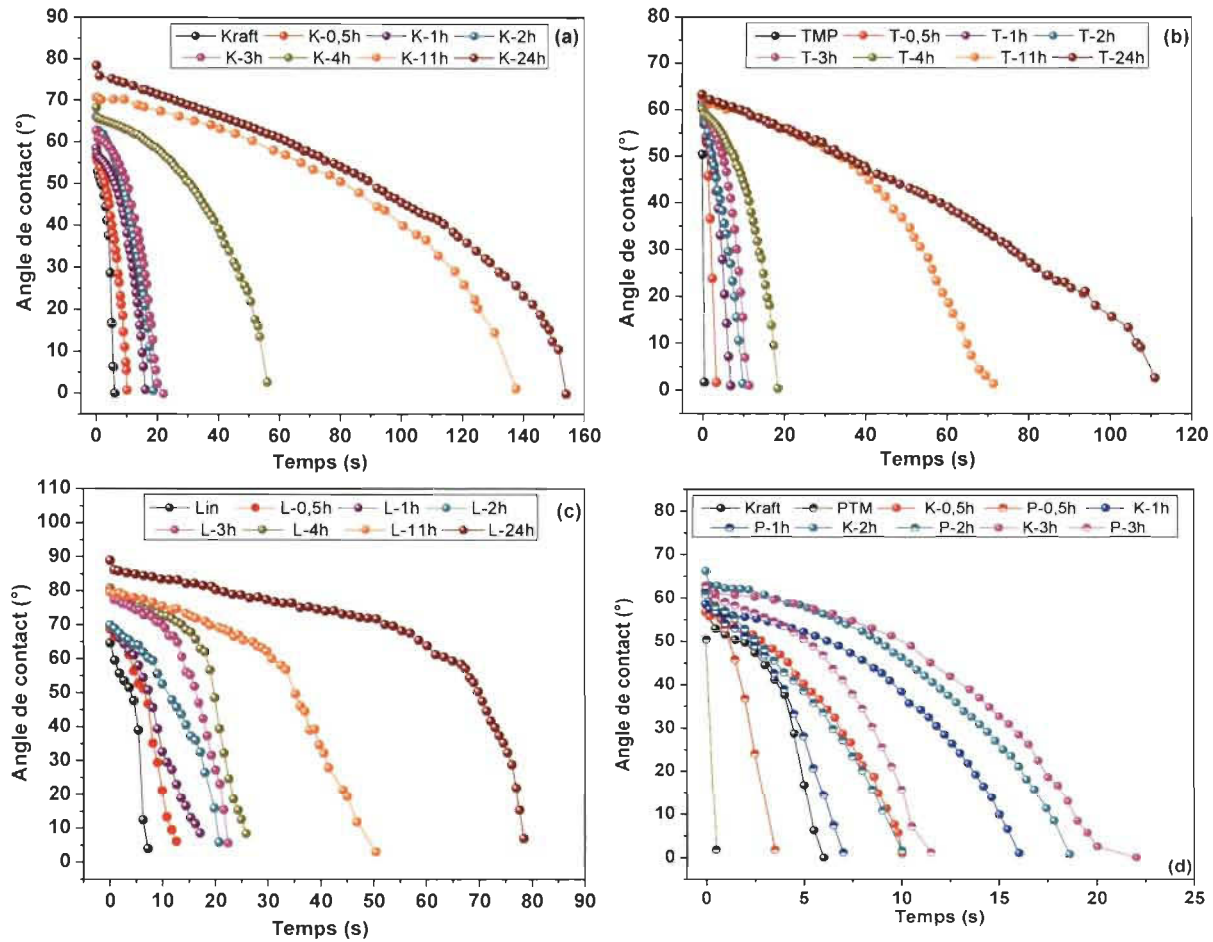 90
80
70
60
50
40
30
20
10
0
Angle de contact (°)
Kraft K-0,5h K-1h K-2h
K-3h K-4h K-11h K-24h
(a)
0 20 40 60 80 100 120 140 160
Temps (s)
80
70
60
50
40
30
20
10
0
Angle de contact (°)
TMP T-0,5h T-1h T-2h
T-3h T-4h T-11h T-24h
(b)
0 20 40 60 80 100 120
Temps (s)
110
100
90
80
70
60
50
40
30
20
10
0
Angle de contact (°)
Lin L-0,5h L-1h L-2h
L-3h L-4h L-11h L-24h
(c)
0 10 20 30 40 50 60 70 80 90
Temps (s)
80
70
60
50
40
30
20
10
0
Angle de contact (°)
Kraft PTM K-0,5h P-0,5h K-1h
P-1h K-2h P-2h K-3h P-3h
(d)
0 5 10 15 20 25
Temps (s)